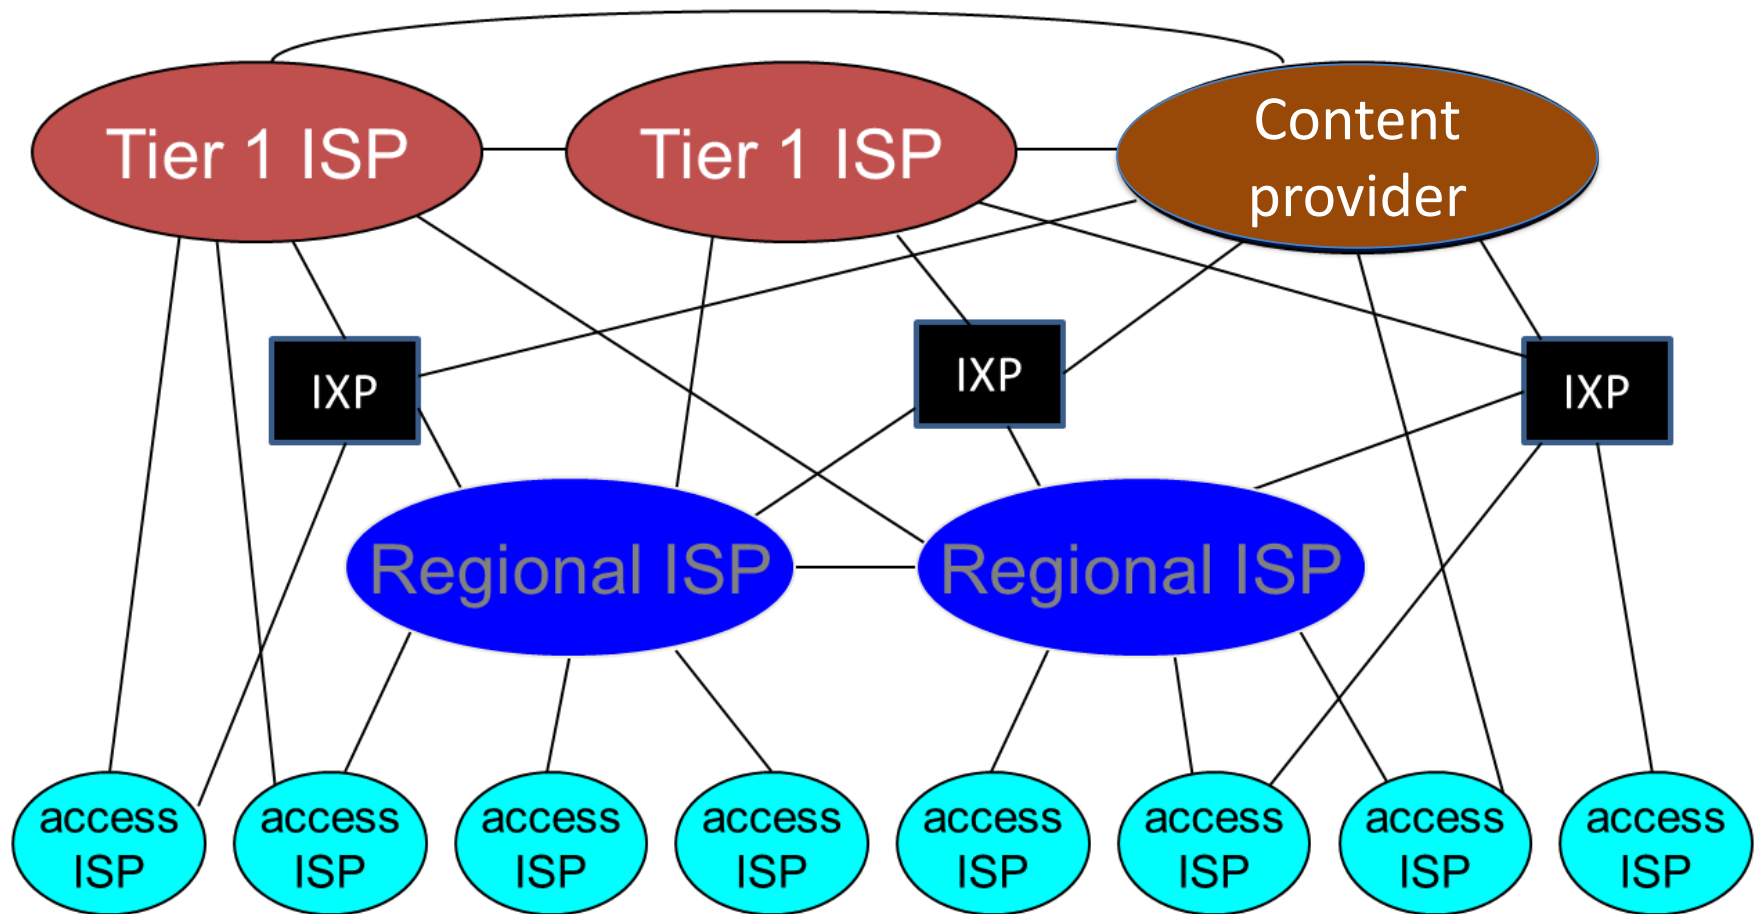 Tier 1 ISP
Tier 1 ISP
Content
provider
IXP
IXP
IXP
Regional ISP
Regional ISP
access
ISP
access
ISP
access
ISP
access
ISP
access
ISP
access
ISP
access
ISP
access
ISP